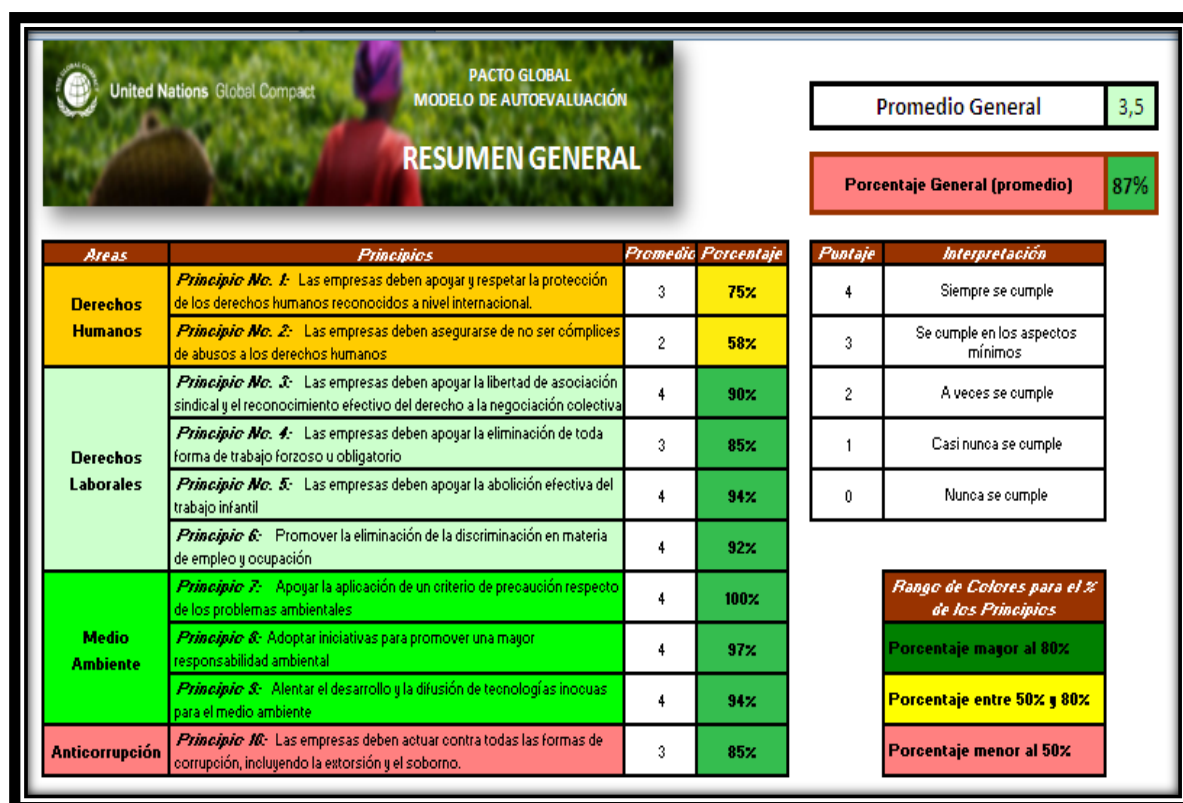 THE GLOBAL COMPACT
United Nations Global Compact
PACTO GLOBAL
MODELO DE AUTOEVALUACIÓN
RESUMEN GENERAL
Promedio General 3,5
Porcentaje General (promedio) 87%
Areas Principios Promedio Porcentaje
Derechos
Humanos
Principio No. 1: Las empresas deben apoyar y respetar la protección
de los derechos humanos reconocidos a nivel internacional.
3 75%
Principio No. 2: Las empresas deben asegurarse de no ser cómplices
de abusos a los derechos humanos
2 58%
Derechos
Laborales
Principio No. 3: Las empresas deben apoyar la libertad de asociación
sindical y el reconocimiento efectivo del derecho a la negociación colectiva
4 90%
Principio No. 4: Las empresas deben apoyar la eliminación de toda
forma de trabajo forzoso u obligatorio
3 85%
Principio No. 5: Las empresas deben apoyar la abolición efectiva del
trabajo infantil
4 94%
Principio 6: Promover la eliminación de la discriminación en materia
de empleo y ocupación
4 92%
Medio
Ambiente
Principio 7: Apoyar la aplicación de un criterio de precaución respecto
de los problemas ambientales
4 100%
Principio 8: Adoptar iniciativas para promover una mayor
responsabilidad ambiental
4 97%
Principio 9: Alentar el desarrollo y la difusión de tecnologías inocuas
para el medio ambiente
4 94%
Anticorrupción
Principio 10: Las empresas deben actuar contra todas las formas de
corrupción, incluyendo la extorsión y el soborno.
3 85%
Puntaje Interpretación
4 Siempre se cumple
3 Se cumple en los aspectos
mínimos
2 A veces se cumple
1 Casi nunca se cumple
0 Nunca se cumple
Rango de Colores para el %
de los Principios
Porcentaje mayor al 80%
Porcentaje entre 50% y 80%
Porcentaje menor al 50%